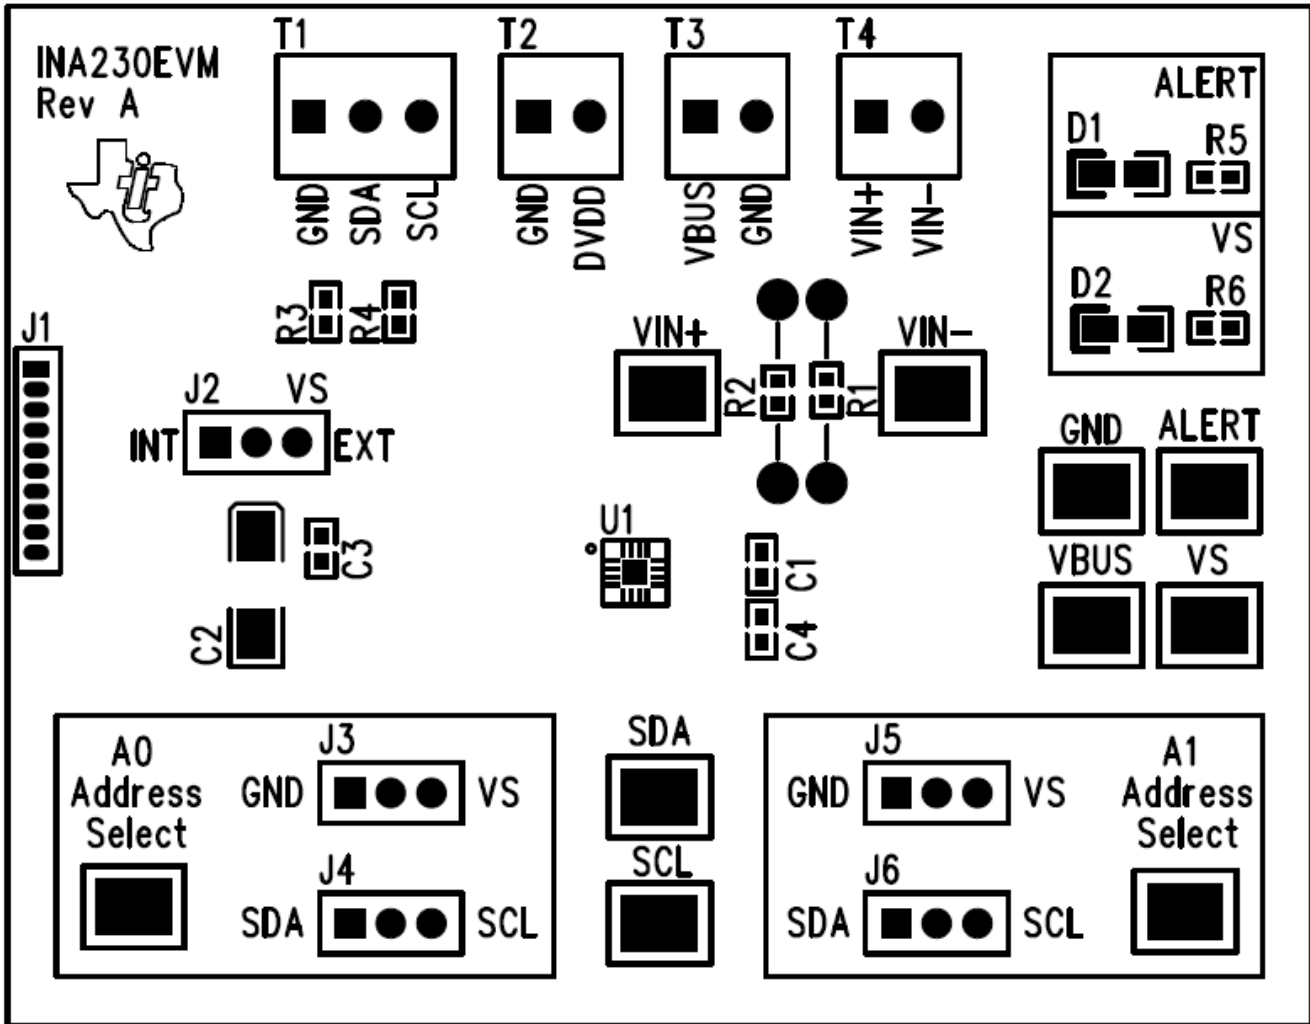 INA230EVM
Rev A
T1
T2
T3
T4
GND
SDA
SCL
GND
DVDD
VBUS
GND
VIN+
VIN-
ALERT
D1
R5
VS
D2
R6
R3
R4
J1
J2
VS
INT
EXT
VIN+
VIN-
R2
R1
GND
ALERT
VBUS
VS
U1
C3
C2
C1
C4
A0
Address
Select
J3
GND
VS
J4
SDA
SCL
SDA
SCL
J5
GND
VS
J6
SDA
SCL
A1
Address
Select